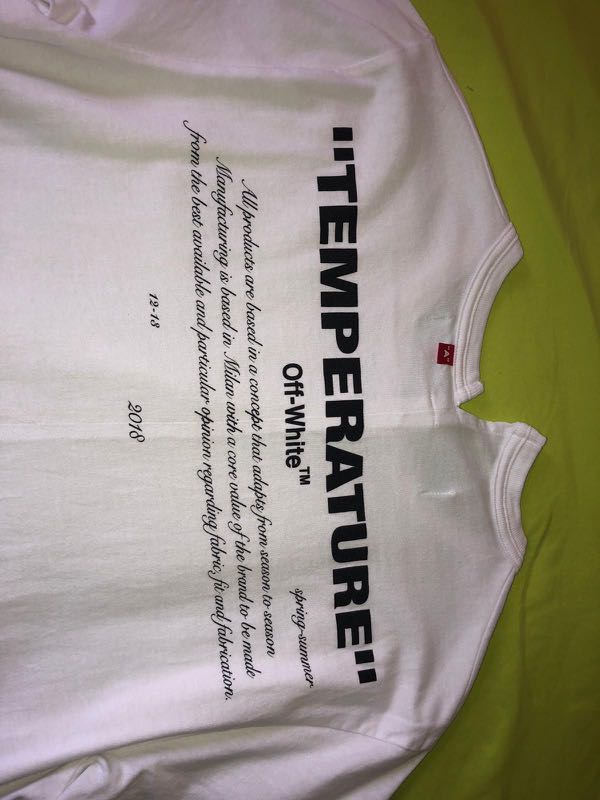 "A"
"TEMPERATURE"
Off-White™
spring-summer
All products are based in a concept that adapts from season to season
Manufacturing is based in Milan with a core value of the brand to be made
from the best available and particular opinion regarding fabric, fit and fabrication.
12-18
2018